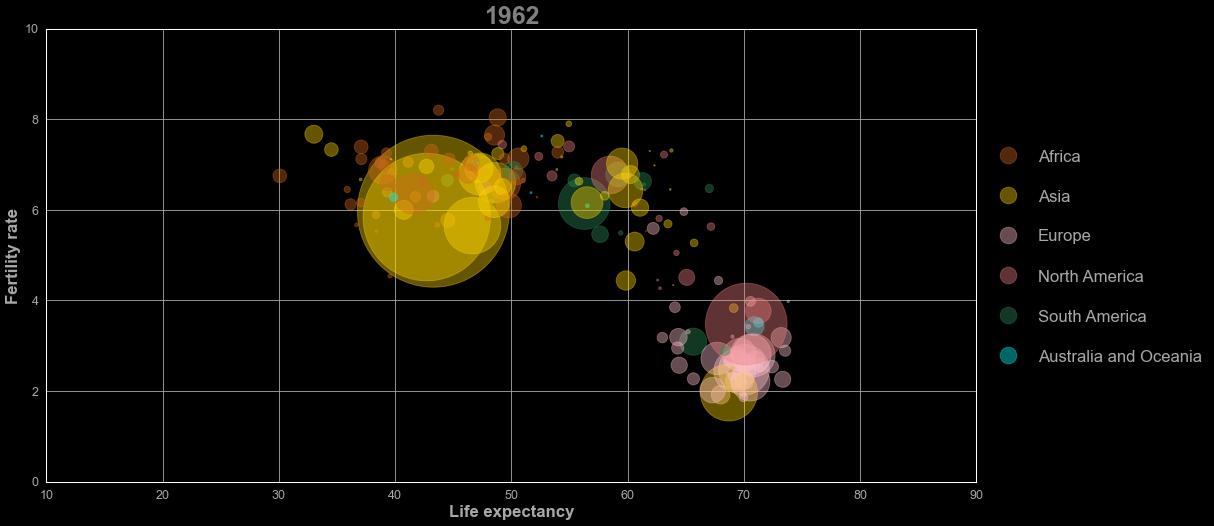 1962
10
8
6
4
2
0
Fertility rate
10 20 30 40 50 60 70 80 90
Life expectancy
Africa
Asia
Europe
North America
South America
Australia and Oceania